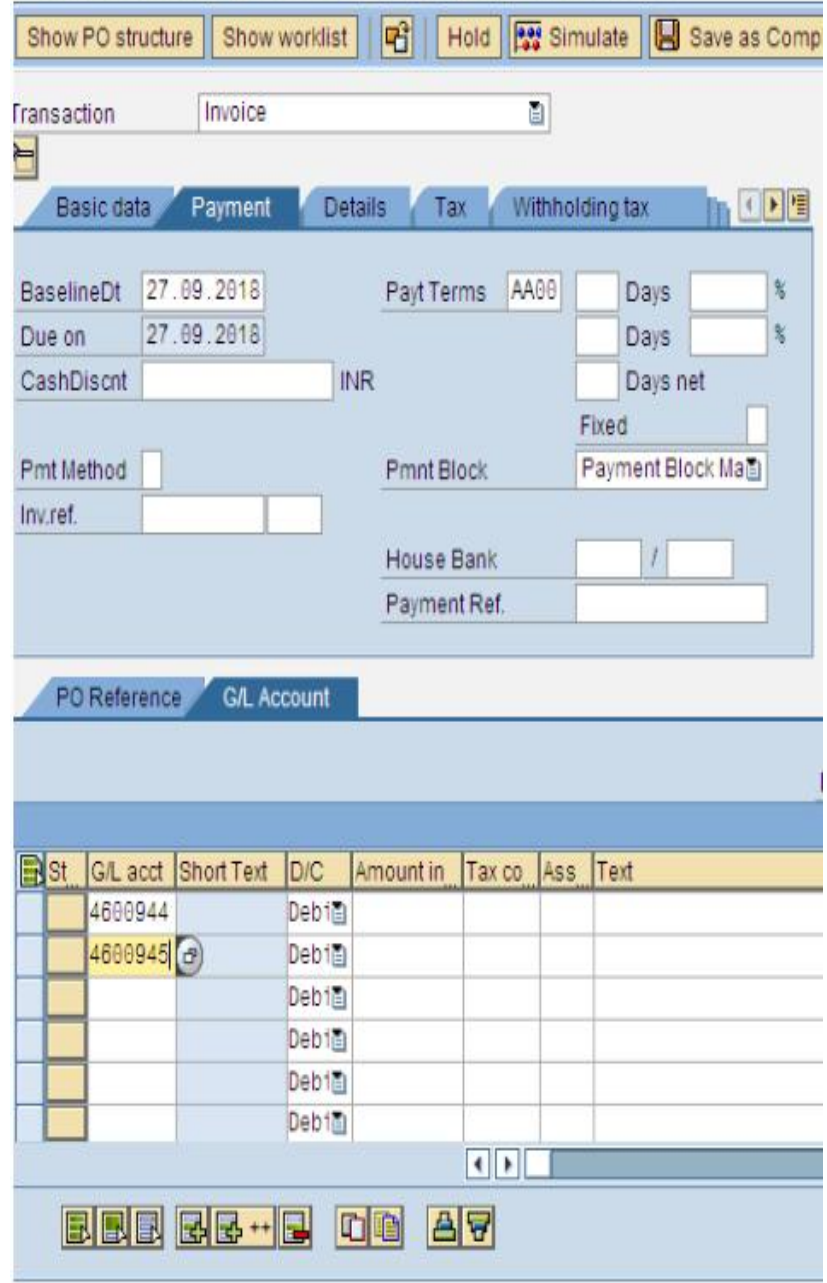 Show PO structure Show worklist Hold Simulate Save as Comp
Transaction Invoice
Basic data Payment Details Tax Withholding tax
BaselineDt 27.09.2018 Payt Terms AA00 Days %
Due on 27.09.2018 Days %
CashDiscnt INR Days net
Fixed
Pmt Method Pmnt Block Payment Block Ma
Inv.ref.
House Bank /
Payment Ref.
PO Reference G/L Account
St... G/L acct Short Text D/C Amount in... Tax co... Ass... Text
4600944 Debi
4600945 Debi
Debi
Debi
Debi
Debi